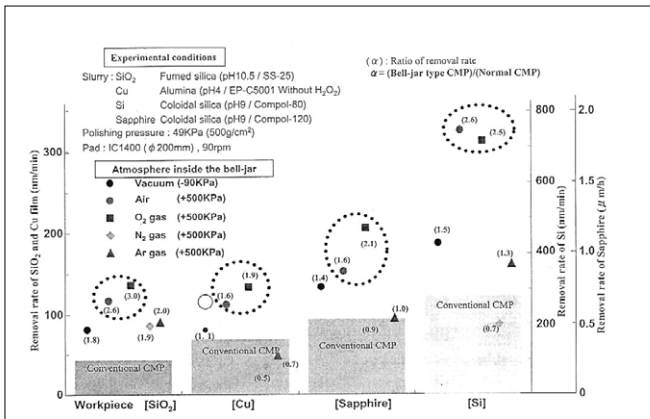 Experimental conditions
Slurry : SiO2 Fumed silica (pH10.5 / SS-25)
Cu Alumina (pH4 / EP-C5001 Without H2O2)
Si Coloidal silica (pH9 / Compol-80)
Sapphire Coloidal silica (pH9 / Compol-120)
Polishing pressure : 49KPa (500g/cm2)
Pad : IC1400 (ϕ200mm) , 90rpm
(α) : Ratio of removal rate
α= (Bell-jar type CMP)/(Normal CMP)
Atmosphere inside the bell-jar
Vacuum (-90KPa)
Air (+500KPa)
O2 gas (+500KPa)
N2 gas (+500KPa)
Ar gas (+500KPa)
Removal rate of SiO2 and Cu film (nm/min)
300
200
100
50
0
(1.8)
(2.6)
(3.0)
(1.9)
(2.0)
Conventional CMP
(1.6)
(1.9)
(1.1)
Conventional CMP
(0.5)
(0.7)
(1.4)
(1.6)
(2.1)
(1.0)
(0.9)
Conventional CMP
(2.6)
(2.5)
(1.5)
(1.3)
Conventional CMP
(0.7)
800
600
400
200
0
Removal rate of Si (nm/min)
2.0
1.5
1.0
0.5
0
Removal rate of Sapphire (μm/h)
Workpiece [SiO2] [Cu] [Sapphire] [Si]